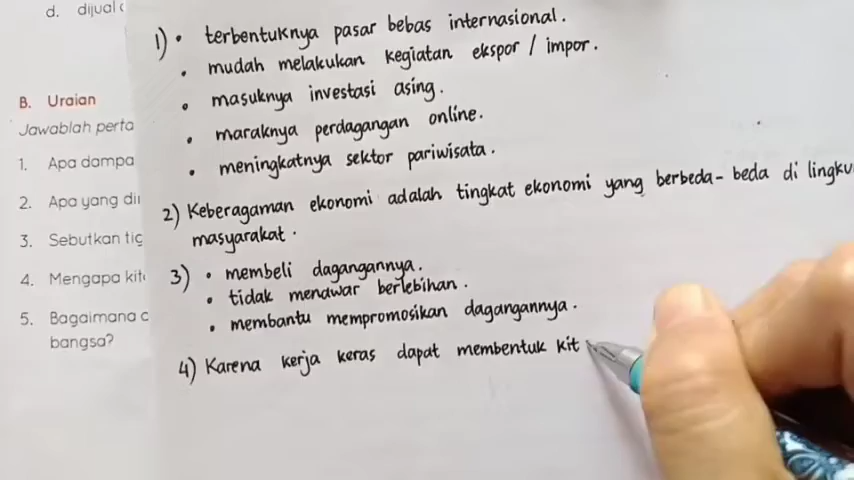 d. dijual
B. Uraian
Jawablah perta
1. Apa dampa
2. Apa yang di
3. Sebutkan tig
4. Mengapa kit
5. Bagaimana c
bangsa?
1) • terbentuknya pasar bebas internasional.
• mudah melakukan kegiatan ekspor / impor.
• masuknya investasi asing.
• maraknya perdagangan online.
• meningkatnya sektor pariwisata.
2) Keberagaman ekonomi adalah tingkat ekonomi yang berbeda-beda di lingku
masyarakat.
3) • membeli dagangannya.
• tidak menawar berlebihan.
• membantu mempromosikan dagangannya.
4) Karena kerja keras dapat membentuk kit